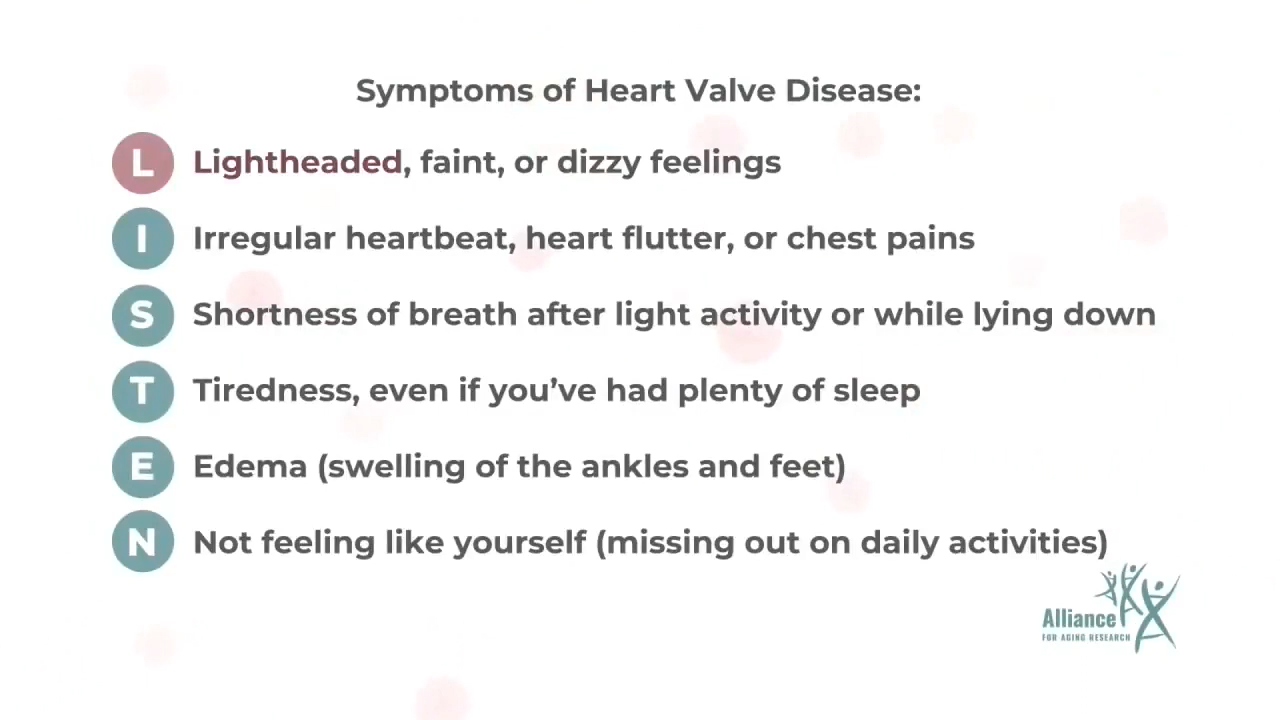 Symptoms of Heart Valve Disease:
L Lightheaded, faint, or dizzy feelings
I Irregular heartbeat, heart flutter, or chest pains
S Shortness of breath after light activity or while lying down
T Tiredness, even if you’ve had plenty of sleep
E Edema (swelling of the ankles and feet)
N Not feeling like yourself (missing out on daily activities)
Alliance
FOR AGING RESEARCH